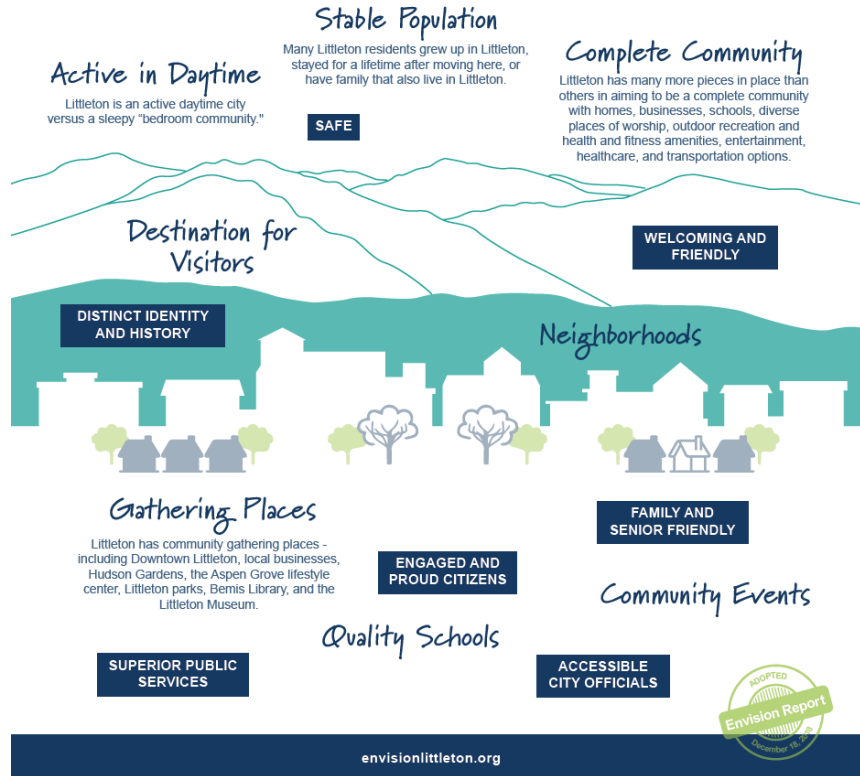 Stable Population
Many Littleton residents grew up in Littleton,
stayed for a lifetime after moving here, or
have family that also live in Littleton.
Active in Daytime
Littleton is an active daytime city
versus a sleepy "bedroom community."
Complete Community
Littleton has many more pieces in place than
others in aiming to be a complete community
with homes, businesses, schools, diverse
places of worship, outdoor recreation and
health and fitness amenities, entertainment,
healthcare, and transportation options.
SAFE
Destination for
Visitors
WELCOMING AND
FRIENDLY
DISTINCT IDENTITY
AND HISTORY
Neighborhoods
Gathering Places
Littleton has community gathering places -
including Downtown Littleton, local businesses,
Hudson Gardens, the Aspen Grove lifestyle
center, Littleton parks, Bemis Library, and the
Littleton Museum.
FAMILY AND
SENIOR FRIENDLY
ENGAGED AND
PROUD CITIZENS
Community Events
Quality Schools
SUPERIOR PUBLIC
SERVICES
ACCESSIBLE
CITY OFFICIALS
ADOPTED
Envision Report
December 18,
envisionlittleton.org